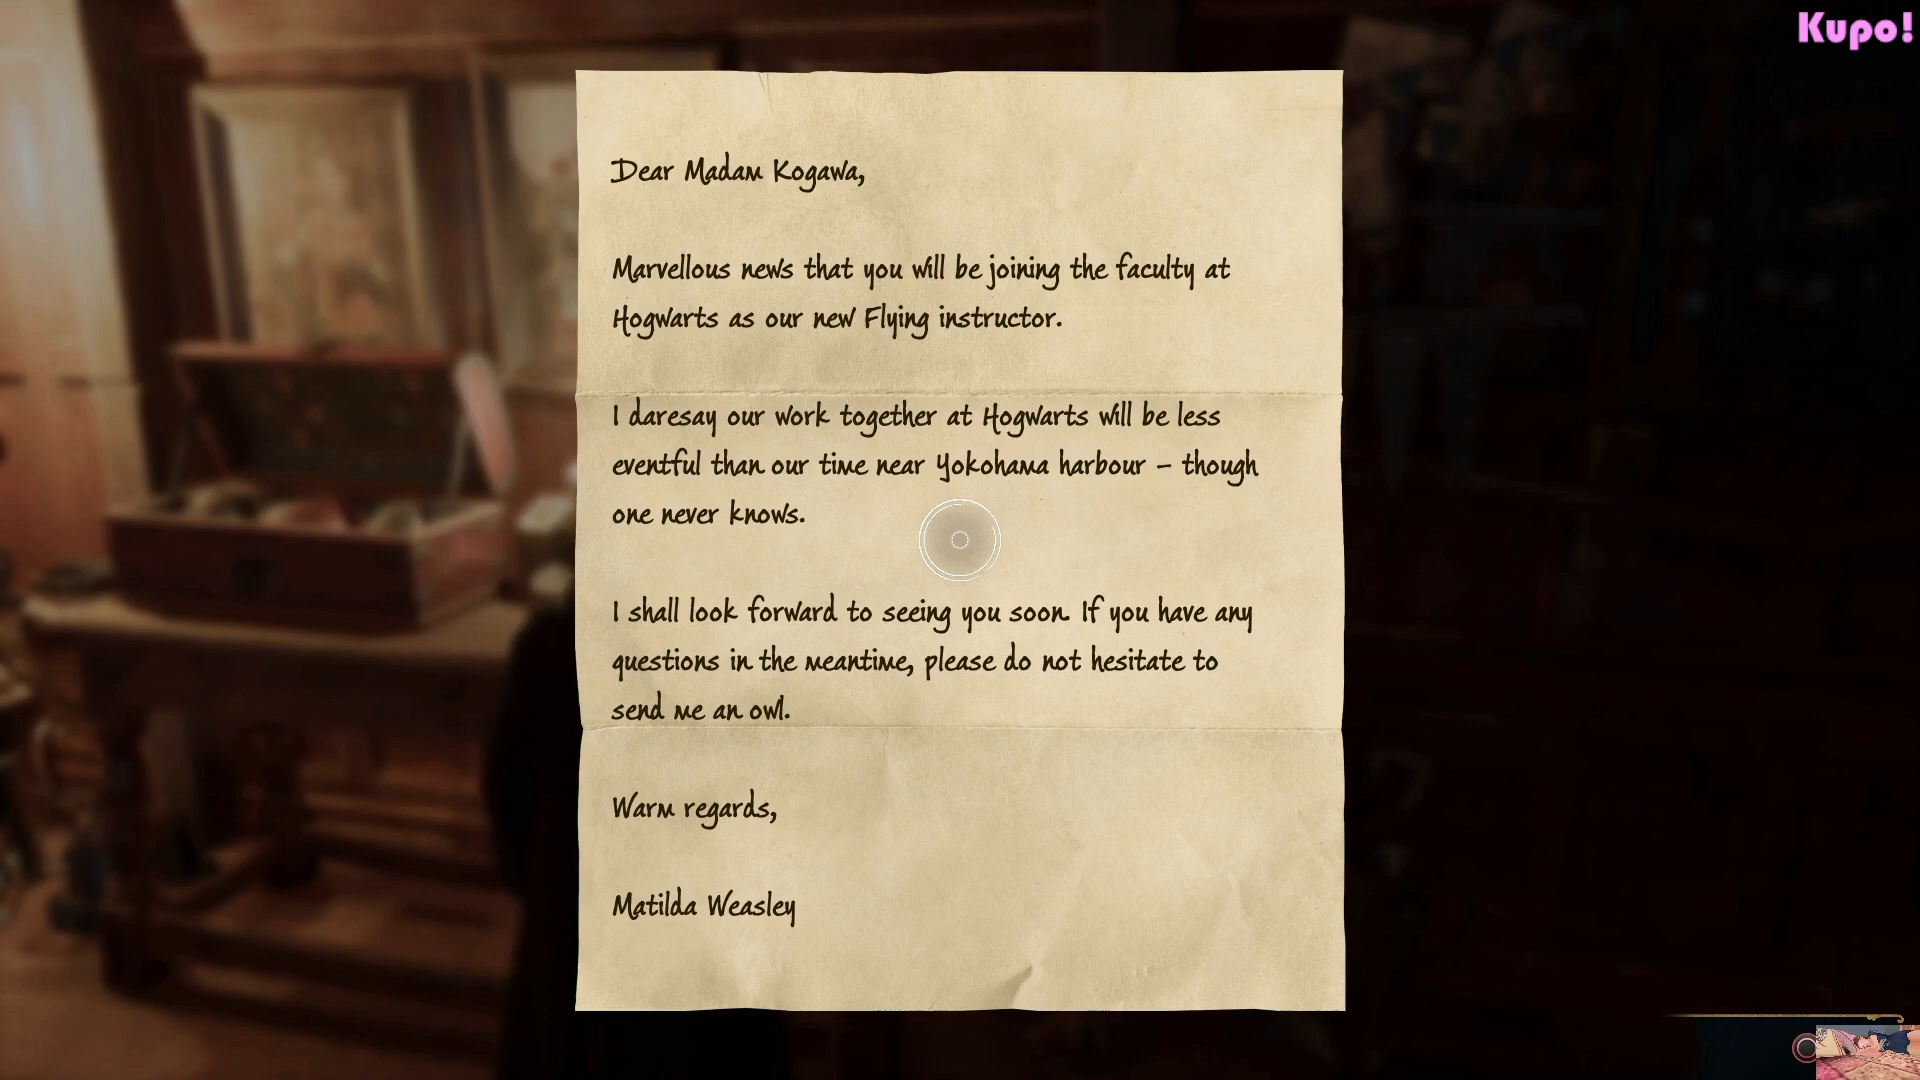 Kupo!
Dear Madam Kogawa,
Marvellous news that you will be joining the faculty at
Hogwarts as our new Flying instructor.
I daresay our work together at Hogwarts will be less
eventful than our time near Yokohama harbour – though
one never knows.
I shall look forward to seeing you soon. If you have any
questions in the meantime, please do not hesitate to
send me an owl.
Warm regards,
Matilda Weasley